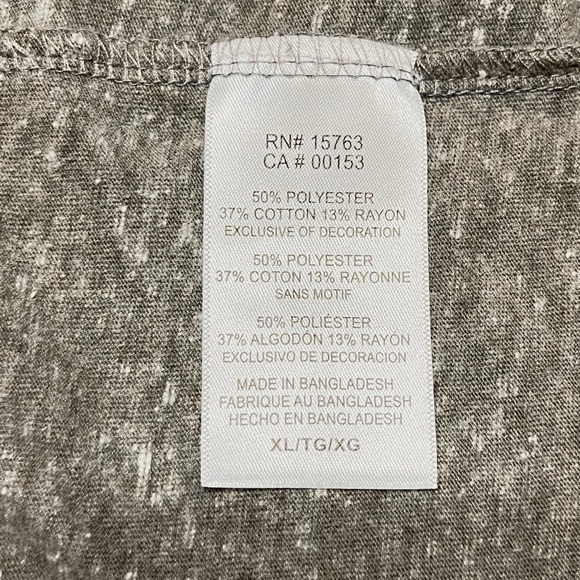 RN# 15763
CA # 00153
50% POLYESTER
37% COTTON 13% RAYON
EXCLUSIVE OF DECORATION
50% POLYESTER
37% COTON 13% RAYONNE
SANS MOTIF
50% POLIÉSTER
37% ALGODÓN 13% RAYÓN
EXCLUSIVO DE DECORACION
MADE IN BANGLADESH
FABRIQUE AU BANGLADESH
HECHO EN BANGLADESH
XL/TG/XG